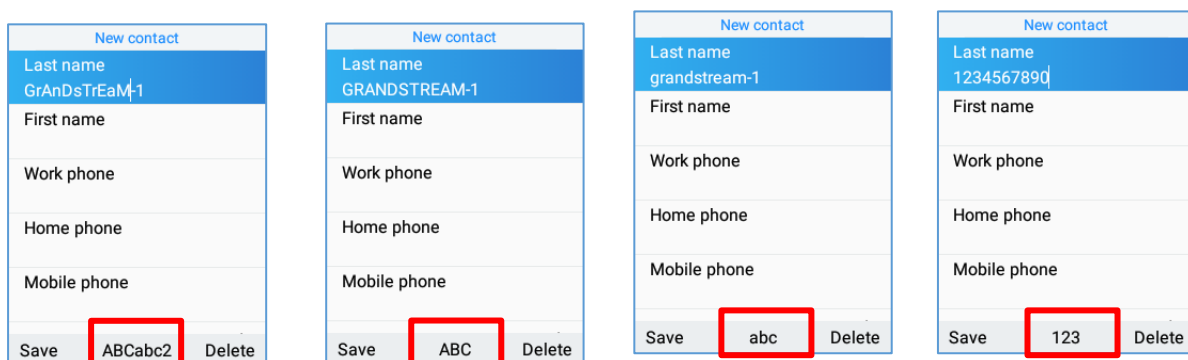 New contact
Last name
GrAnDsTrEaM-1
First name
Work phone
Home phone
Mobile phone
Save ABCabc2 Delete
New contact
Last name
GRANDSTREAM-1
First name
Work phone
Home phone
Mobile phone
Save ABC Delete
New contact
Last name
grandstream-1
First name
Work phone
Home phone
Mobile phone
Save abc Delete
New contact
Last name
1234567890
First name
Work phone
Home phone
Mobile phone
Save 123 Delete